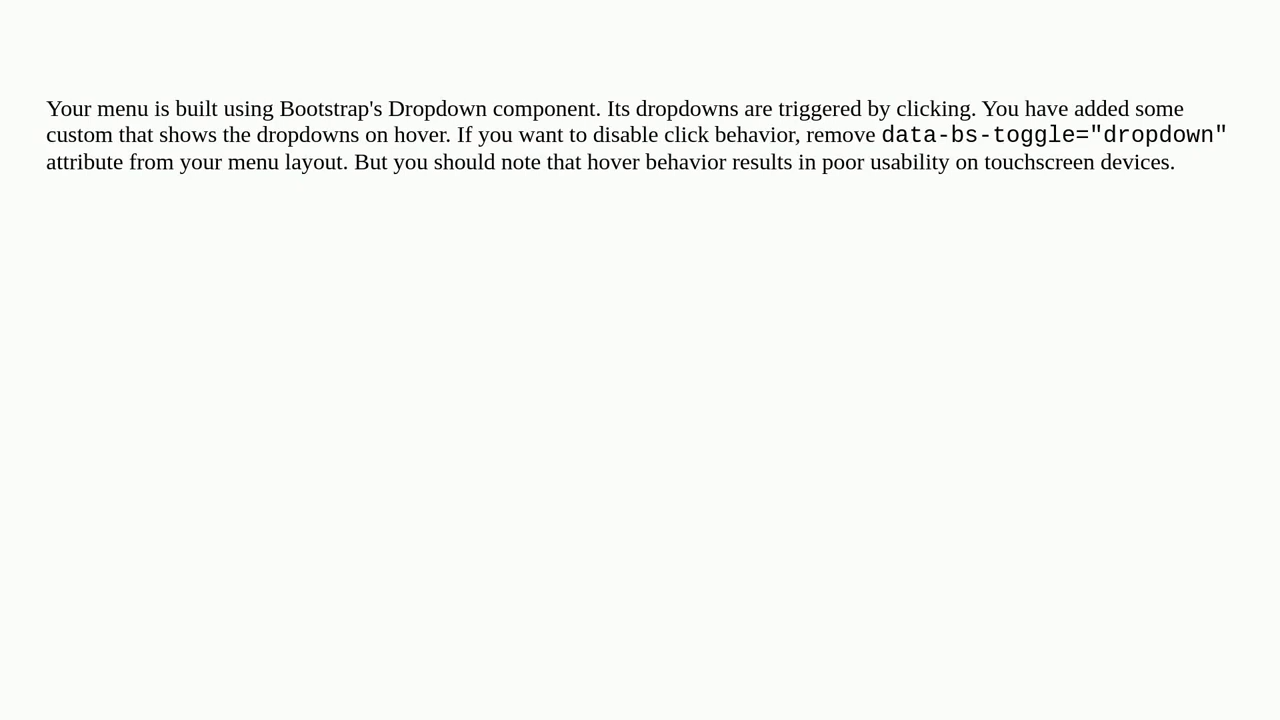 Your menu is built using Bootstrap's Dropdown component. Its dropdowns are triggered by clicking. You have added some
custom that shows the dropdowns on hover. If you want to disable click behavior, remove data-bs-toggle="dropdown"
attribute from your menu layout. But you should note that hover behavior results in poor usability on touchscreen devices.